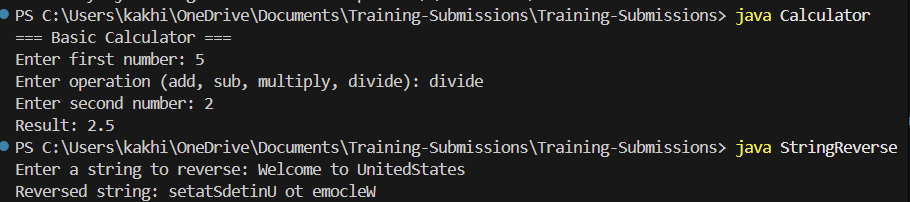 PS C:\Users\kakhi\OneDrive\Documents\Training-Submissions\Training-Submissions> java Calculator
=== Basic Calculator ===
Enter first number: 5
Enter operation (add, sub, multiply, divide): divide
Enter second number: 2
Result: 2.5
PS C:\Users\kakhi\OneDrive\Documents\Training-Submissions\Training-Submissions> java StringReverse
Enter a string to reverse: Welcome to UnitedStates
Reversed string: setatSdetinU ot emocleW